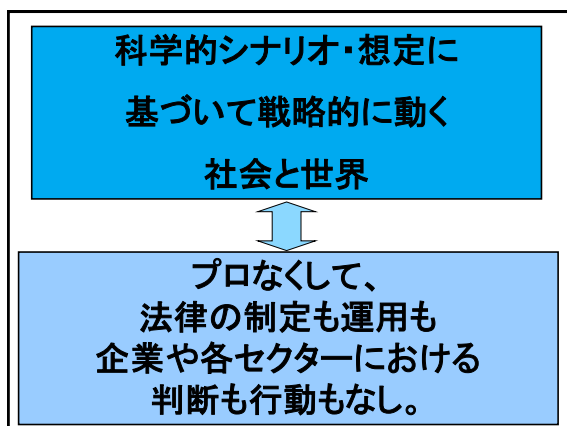 科学的シナリオ・想定に
基づいて戦略的に動く
社会と世界
プロなくして、
法律の制定も運用も
企業や各セクターにおける
判断も行動もなし。